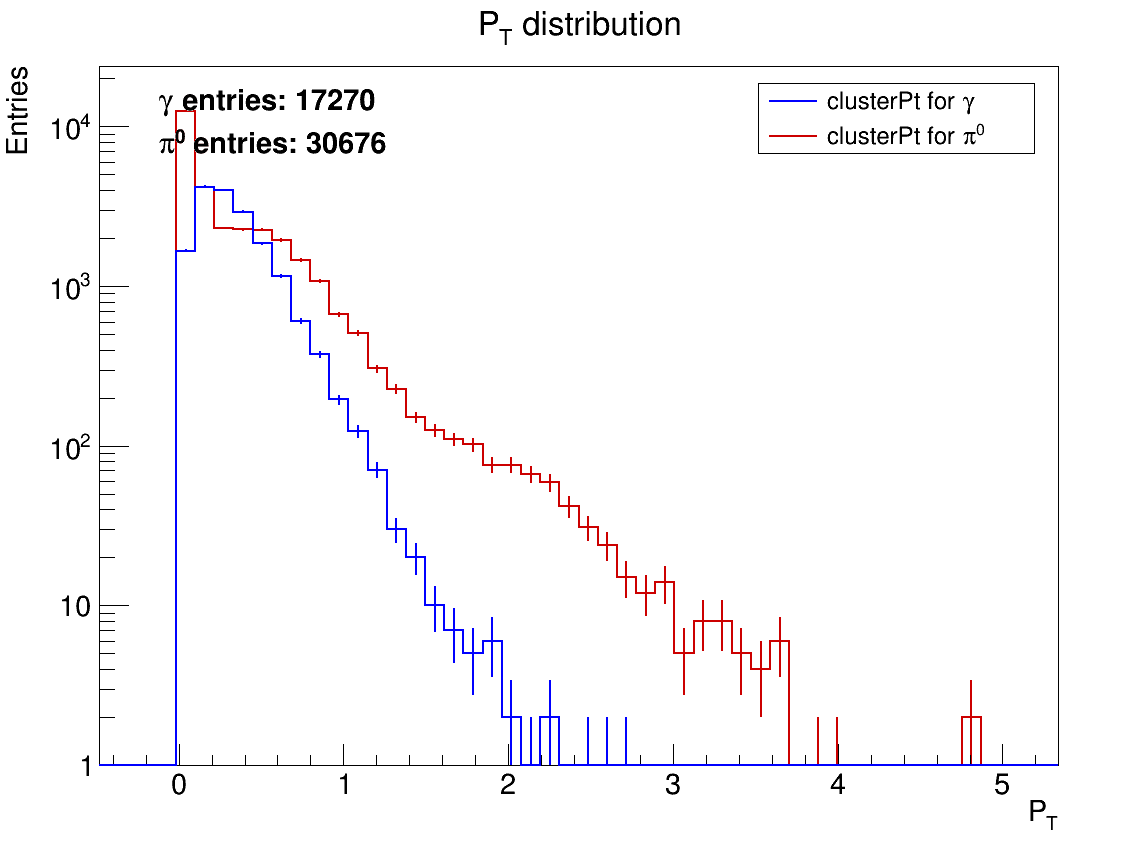 P_T distribution
Entries
γ entries: 17270
π⁰ entries: 30676
clusterPt for γ
clusterPt for π⁰
10⁴
10³
10²
10
1
0 1 2 3 4 5
P_T